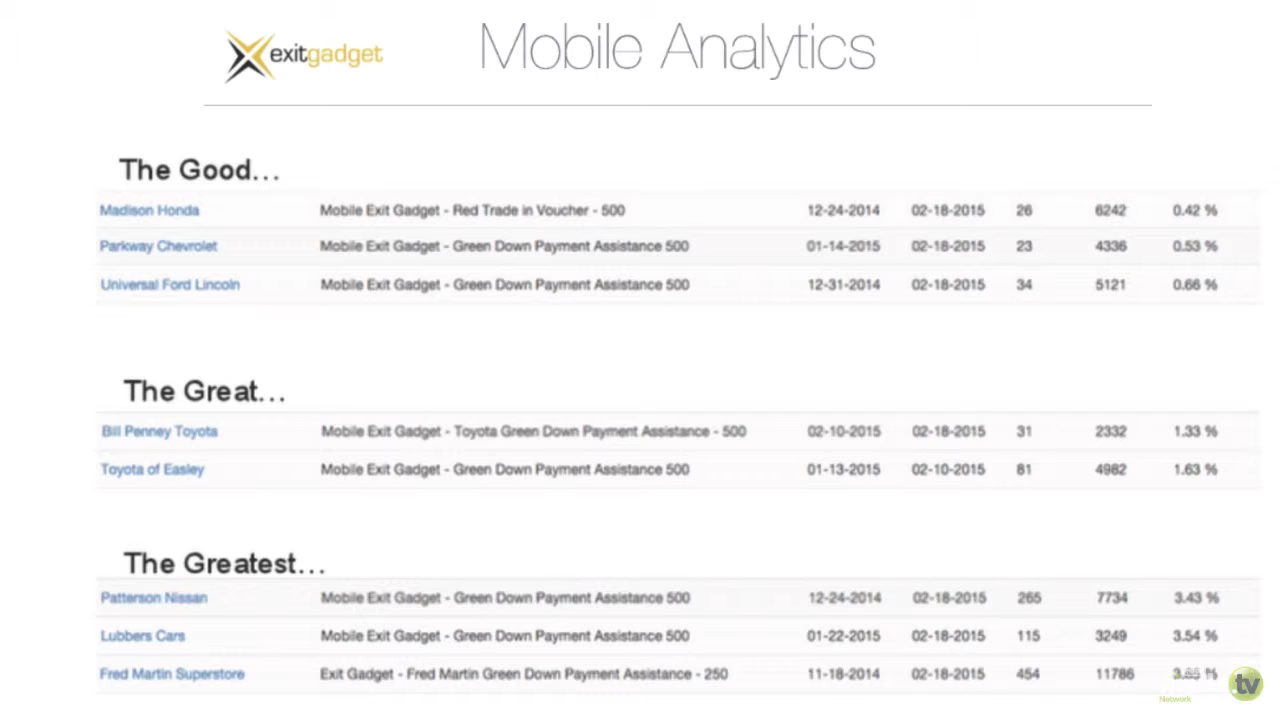 exitgadget Mobile Analytics
The Good...
Madison Honda Mobile Exit Gadget - Red Trade in Voucher - 500 12-24-2014 02-18-2015 26 6242 0.42 %
Parkway Chevrolet Mobile Exit Gadget - Green Down Payment Assistance 500 01-14-2015 02-18-2015 23 4336 0.53 %
Universal Ford Lincoln Mobile Exit Gadget - Green Down Payment Assistance 500 12-31-2014 02-18-2015 34 5121 0.66 %
The Great...
Bill Penney Toyota Mobile Exit Gadget - Toyota Green Down Payment Assistance - 500 02-10-2015 02-18-2015 31 2332 1.33 %
Toyota of Easley Mobile Exit Gadget - Green Down Payment Assistance 500 01-13-2015 02-10-2015 81 4982 1.63 %
The Greatest...
Patterson Nissan Mobile Exit Gadget - Green Down Payment Assistance 500 12-24-2014 02-18-2015 265 7734 3.43 %
Lubbers Cars Mobile Exit Gadget - Green Down Payment Assistance 500 01-22-2015 02-18-2015 115 3249 3.54 %
Fred Martin Superstore Exit Gadget - Fred Martin Green Down Payment Assistance - 250 11-18-2014 02-18-2015 454 11786
Network tv